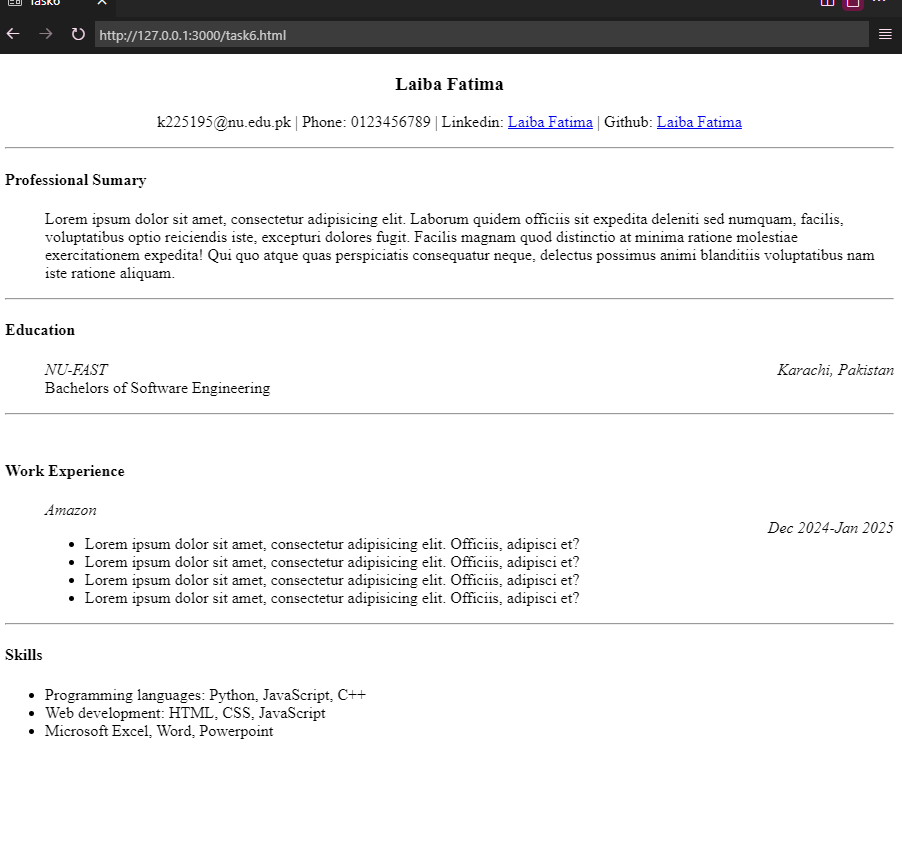 Task6
http://127.0.0.1:3000/task6.html
Laiba Fatima
k225195@nu.edu.pk | Phone: 0123456789 | Linkedin: Laiba Fatima | Github: Laiba Fatima
Professional Sumary
Lorem ipsum dolor sit amet, consectetur adipisicing elit. Laborum quidem officiis sit expedita deleniti sed numquam, facilis,
voluptatibus optio reiciendis iste, excepturi dolores fugit. Facilis magnam quod distinctio at minima ratione molestiae
exercitationem expedita! Qui quo atque quas perspiciatis consequatur neque, delectus possimus animi blanditiis voluptatibus nam
iste ratione aliquam.
Education
NU-FAST Karachi, Pakistan
Bachelors of Software Engineering
Work Experience
Amazon
Dec 2024-Jan 2025
Lorem ipsum dolor sit amet, consectetur adipisicing elit. Officiis, adipisci et?
Lorem ipsum dolor sit amet, consectetur adipisicing elit. Officiis, adipisci et?
Lorem ipsum dolor sit amet, consectetur adipisicing elit. Officiis, adipisci et?
Lorem ipsum dolor sit amet, consectetur adipisicing elit. Officiis, adipisci et?
Skills
Programming languages: Python, JavaScript, C++
Web development: HTML, CSS, JavaScript
Microsoft Excel, Word, Powerpoint